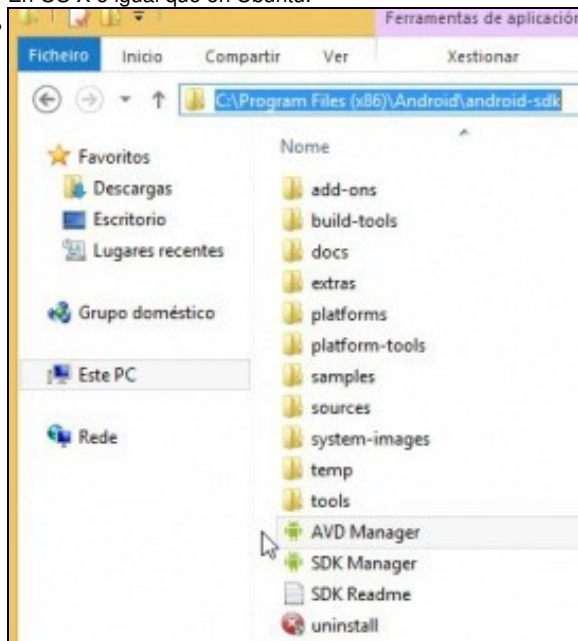 En OS X é igual que en Ubuntu.
Ferramentas de aplicación
Ficheiro Inicio Compartir Ver Xestionar
C:\Program Files (x86)\Android\android-sdk
Favoritos
Descargas
Escritorio
Lugares recentes
Grupo doméstico
Este PC
Rede
Nome
add-ons
build-tools
docs
extras
platforms
platform-tools
samples
sources
system-images
temp
tools
AVD Manager
SDK Manager
SDK Readme
uninstall